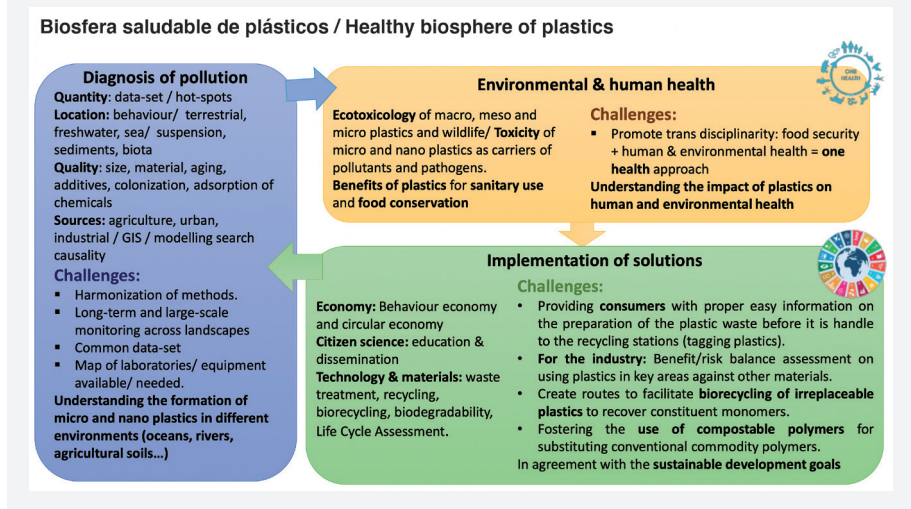 Biosfera saludable de plásticos / Healthy biosphere of plastics
Diagnosis of pollution
Quantity: data-set / hot-spots
Location: behaviour/ terrestrial,
freshwater, sea/ suspension,
sediments, biota
Quality: size, material, aging,
additives, colonization, adsorption of
chemicals
Sources: agriculture, urban,
industrial / GIS / modelling search
causality
Challenges:
▪ Harmonization of methods.
▪ Long-term and large-scale
monitoring across landscapes
▪ Common data-set
▪ Map of laboratories/ equipment
available/ needed.
Understanding the formation of
micro and nano plastics in different
environments (oceans, rivers,
agricultural soils...)
Environmental & human health
ONE
HEALTH
Ecotoxicology of macro, meso and
micro plastics and wildlife/ Toxicity of
micro and nano plastics as carriers of
pollutants and pathogens.
Benefits of plastics for sanitary use
and food conservation
Challenges:
▪ Promote trans disciplinarity: food security
+ human & environmental health = one
health approach
Understanding the impact of plastics on
human and environmental health
Implementation of solutions
Economy: Behaviour economy
and circular economy
Citizen science: education &
dissemination
Technology & materials: waste
treatment, recycling,
biorecycling, biodegradability,
Life Cycle Assessment.
Challenges:
• Providing consumers with proper easy information on
the preparation of the plastic waste before it is handle
to the recycling stations (tagging plastics).
• For the industry: Benefit/risk balance assessment on
using plastics in key areas against other materials.
• Create routes to facilitate biorecycling of irreplaceable
plastics to recover constituent monomers.
• Fostering the use of compostable polymers for
substituting conventional commodity polymers.
In agreement with the sustainable development goals